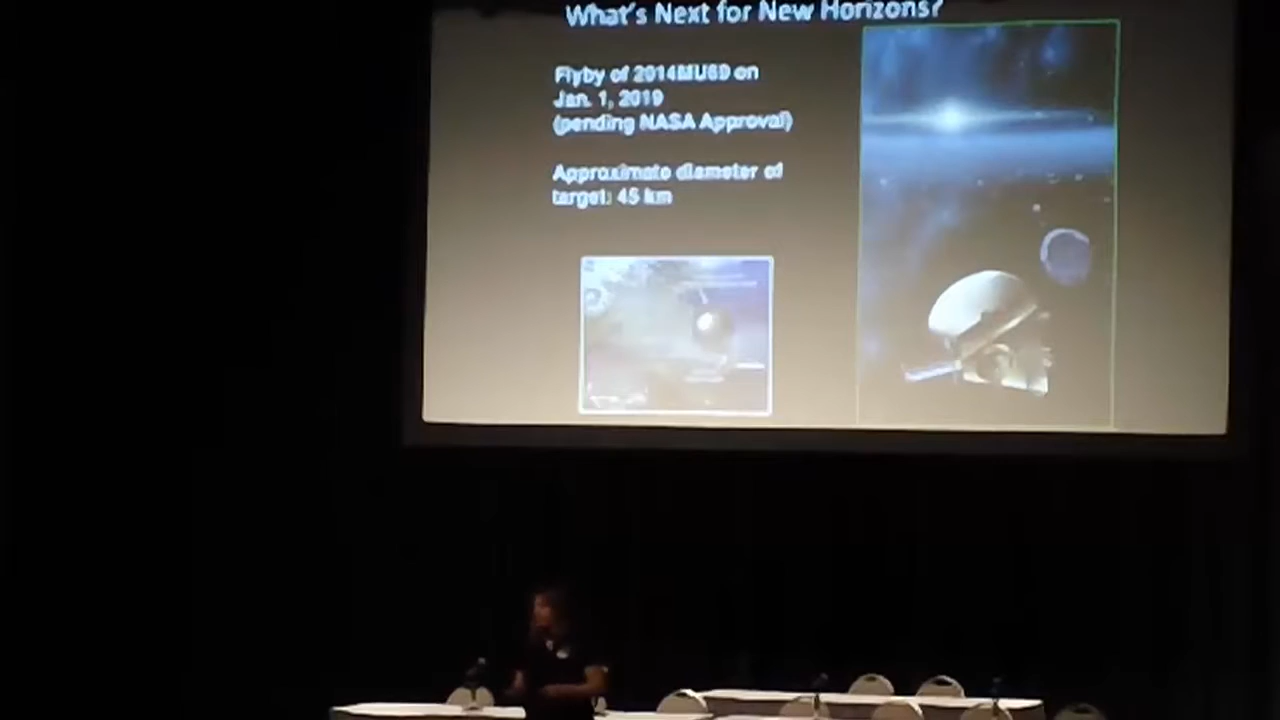 What's Next for New Horizons?
Flyby of 2014MU69 on
Jan. 1, 2019
(pending NASA Approval)
Approximate diameter of
target: 45 km